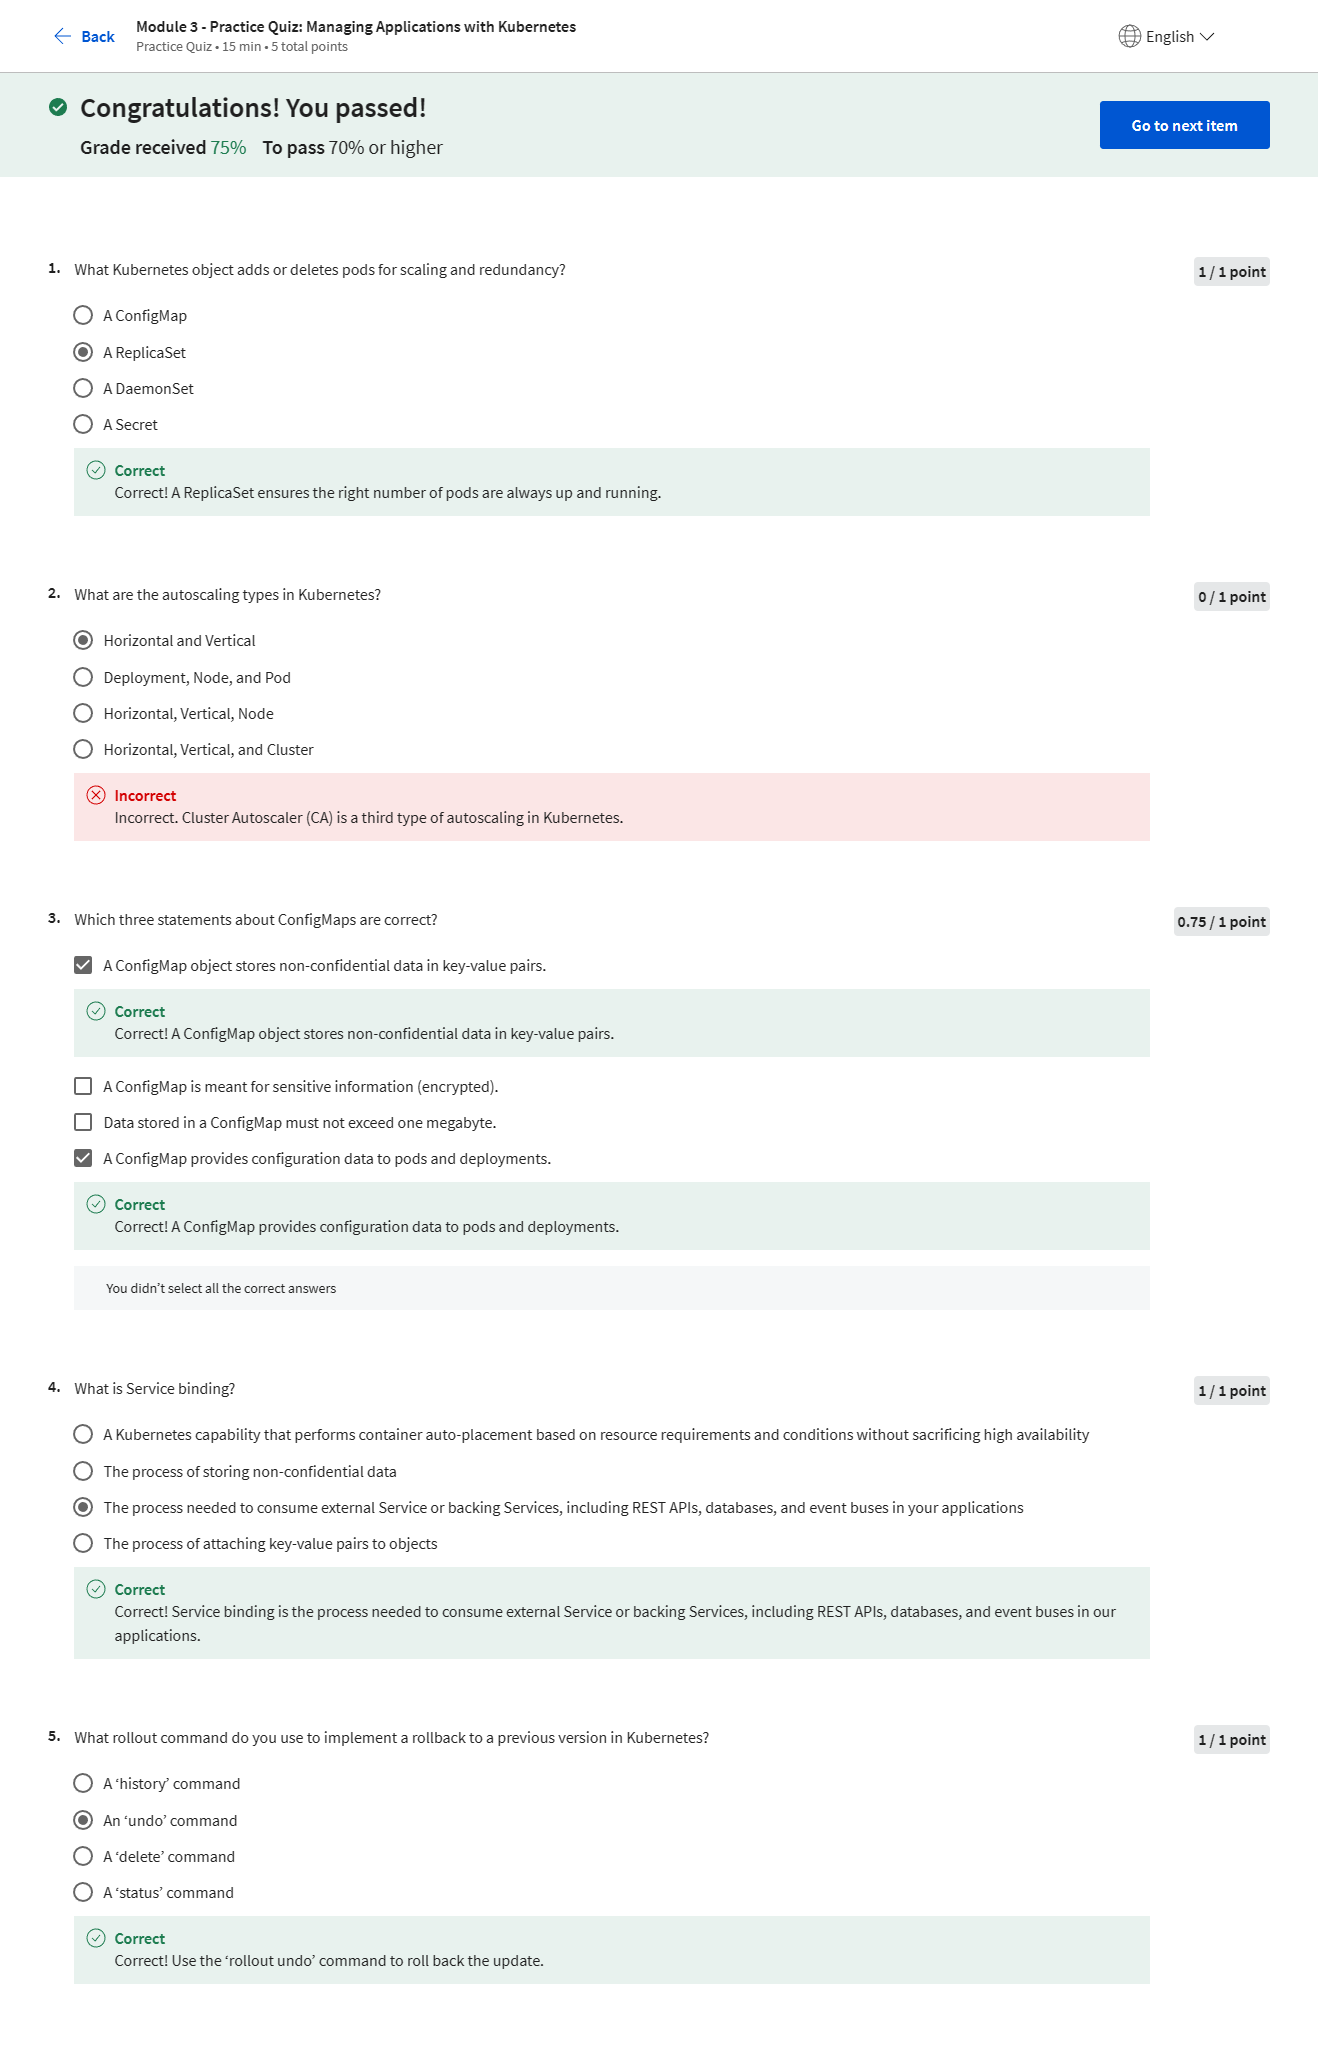 Back
Module 3 - Practice Quiz: Managing Applications with Kubernetes
Practice Quiz • 15 min • 5 total points
English
Congratulations! You passed!
Grade received 75% To pass 70% or higher
Go to next item
1. What Kubernetes object adds or deletes pods for scaling and redundancy?
1 / 1 point
A ConfigMap
A ReplicaSet
A DaemonSet
A Secret
Correct
Correct! A ReplicaSet ensures the right number of pods are always up and running.
2. What are the autoscaling types in Kubernetes?
0 / 1 point
Horizontal and Vertical
Deployment, Node, and Pod
Horizontal, Vertical, Node
Horizontal, Vertical, and Cluster
Incorrect
Incorrect. Cluster Autoscaler (CA) is a third type of autoscaling in Kubernetes.
3. Which three statements about ConfigMaps are correct?
0.75 / 1 point
A ConfigMap object stores non-confidential data in key-value pairs.
Correct
Correct! A ConfigMap object stores non-confidential data in key-value pairs.
A ConfigMap is meant for sensitive information (encrypted).
Data stored in a ConfigMap must not exceed one megabyte.
A ConfigMap provides configuration data to pods and deployments.
Correct
Correct! A ConfigMap provides configuration data to pods and deployments.
You didn’t select all the correct answers
4. What is Service binding?
1 / 1 point
A Kubernetes capability that performs container auto-placement based on resource requirements and conditions without sacrificing high availability
The process of storing non-confidential data
The process needed to consume external Service or backing Services, including REST APIs, databases, and event buses in your applications
The process of attaching key-value pairs to objects
Correct
Correct! Service binding is the process needed to consume external Service or backing Services, including REST APIs, databases, and event buses in our
applications.
5. What rollout command do you use to implement a rollback to a previous version in Kubernetes?
1 / 1 point
A ‘history’ command
An ‘undo’ command
A ‘delete’ command
A ‘status’ command
Correct
Correct! Use the ‘rollout undo’ command to roll back the update.